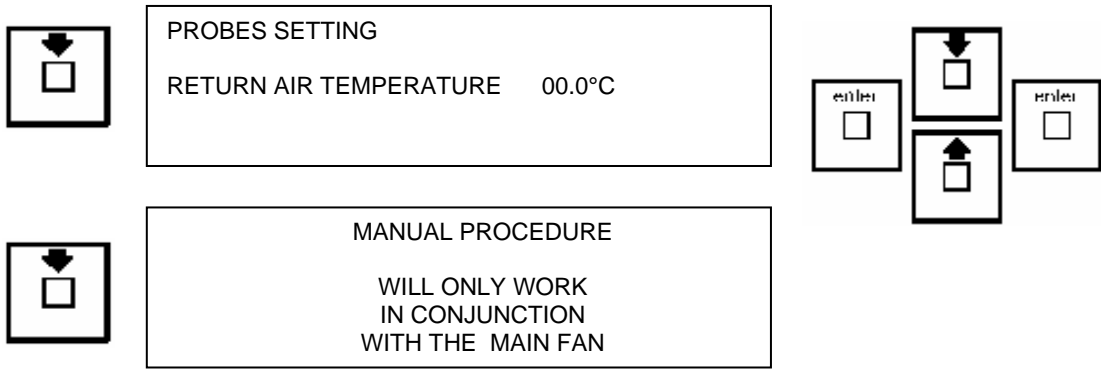 PROBES SETTING
RETURN AIR TEMPERATURE 00.0°C
enter
enter
MANUAL PROCEDURE
WILL ONLY WORK
IN CONJUNCTION
WITH THE MAIN FAN